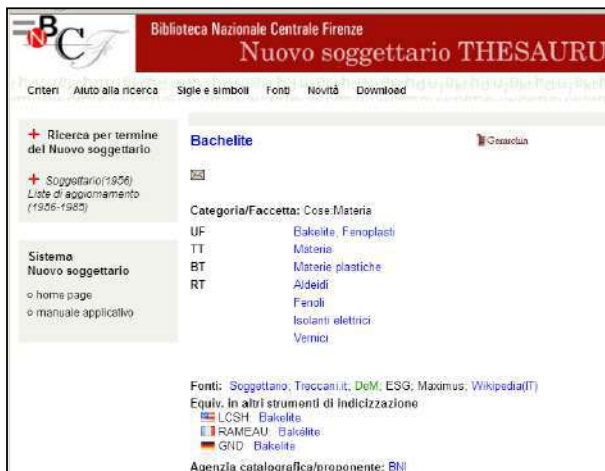 BNCF
Biblioteca Nazionale Centrale Firenze
Nuovo soggettario THESAURU
Criteri Aiuto alla ricerca Sigle e simboli Fonti Novità Download
+ Ricerca per termine
del Nuovo soggettario
+ Soggettario(1956)
Liste di aggiornamento
(1956-1985)
Sistema
Nuovo soggettario
o home page
o manuale applicativo
Bachelite
Gerarchia
Categoria/Faccetta: Cose:Materia
UF Bakelite, Fenoplasti
TT Materia
BT Materie plastiche
RT Aldeidi
Fenoli
Isolanti elettrici
Vernici
Fonti: Soggettario; Treccani.it; DeM; ESG; Maximus; Wikipedia(IT)
Equiv. in altri strumenti di indicizzazione
LCSH: Bakelite
RAMEAU: Bakélite
GND: Bakelite
Agenzia catalografica/proponente: BNI